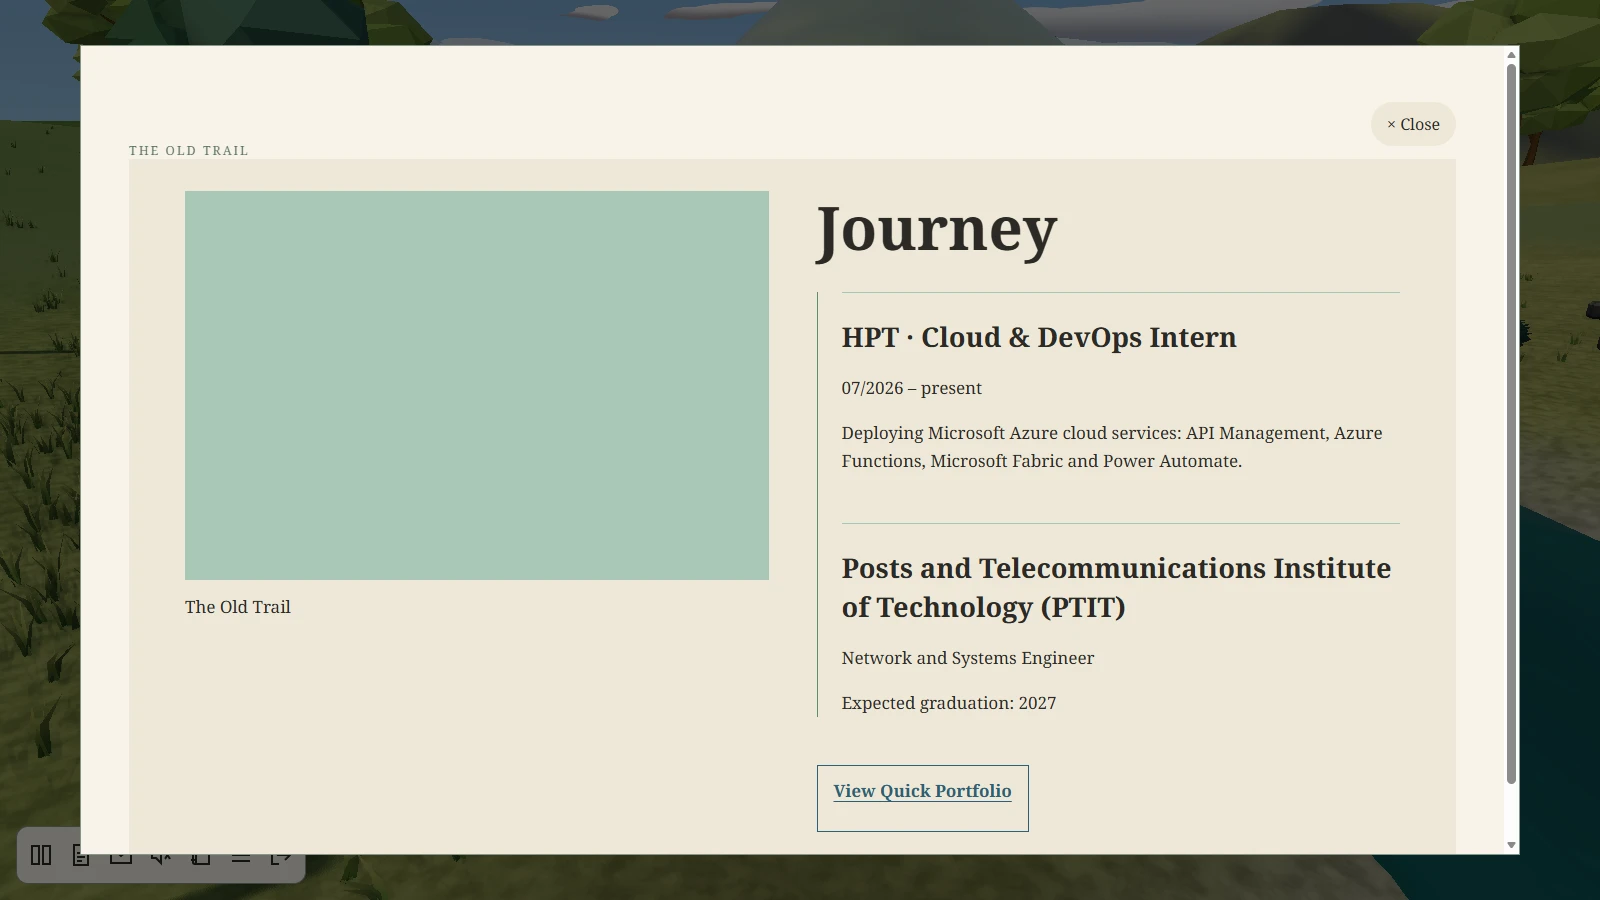 × Close
THE OLD TRAIL
The Old Trail
Journey
HPT · Cloud & DevOps Intern
07/2026 – present
Deploying Microsoft Azure cloud services: API Management, Azure
Functions, Microsoft Fabric and Power Automate.
Posts and Telecommunications Institute
of Technology (PTIT)
Network and Systems Engineer
Expected graduation: 2027
View Quick Portfolio